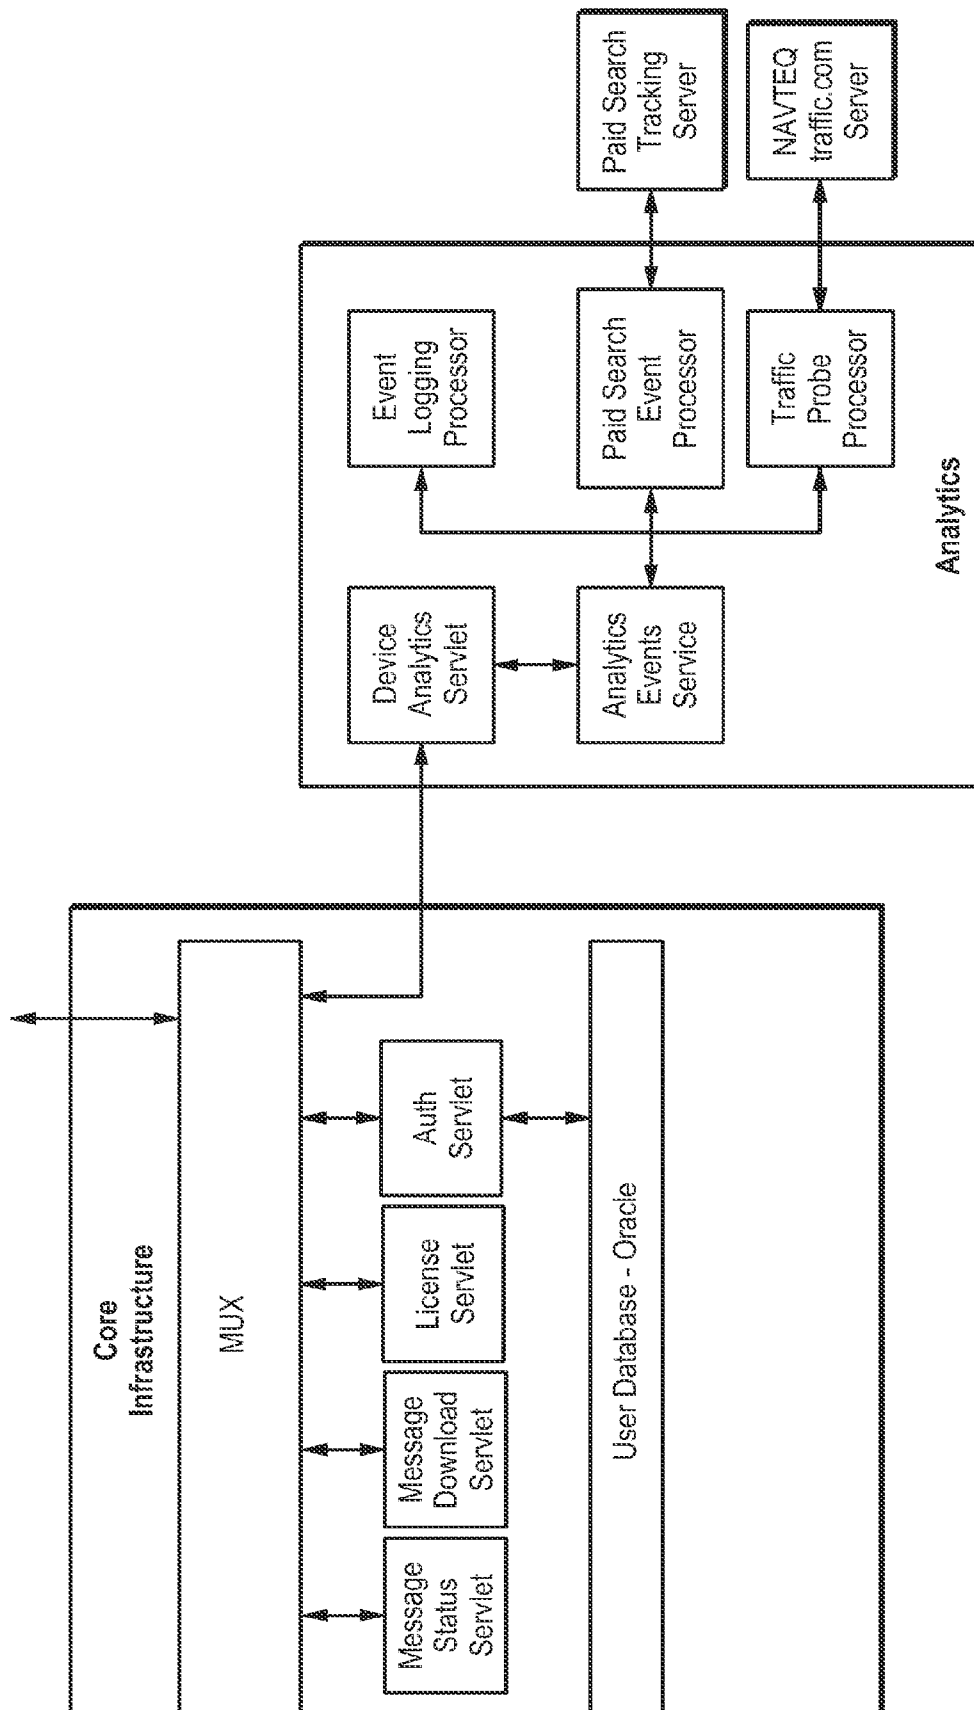 Core
Infrastructure
MUX
Message
Status
Servlet
Message
Download
Servlet
License
Servlet
Auth
Servlet
User Database - Oracle
Device
Analytics
Servlet
Event
Logging
Processor
Analytics
Events
Service
Paid Search
Event
Processor
Paid Search
Tracking
Server
Traffic
Probe
Processor
NAVTEQ
traffic.com
Server
Analytics